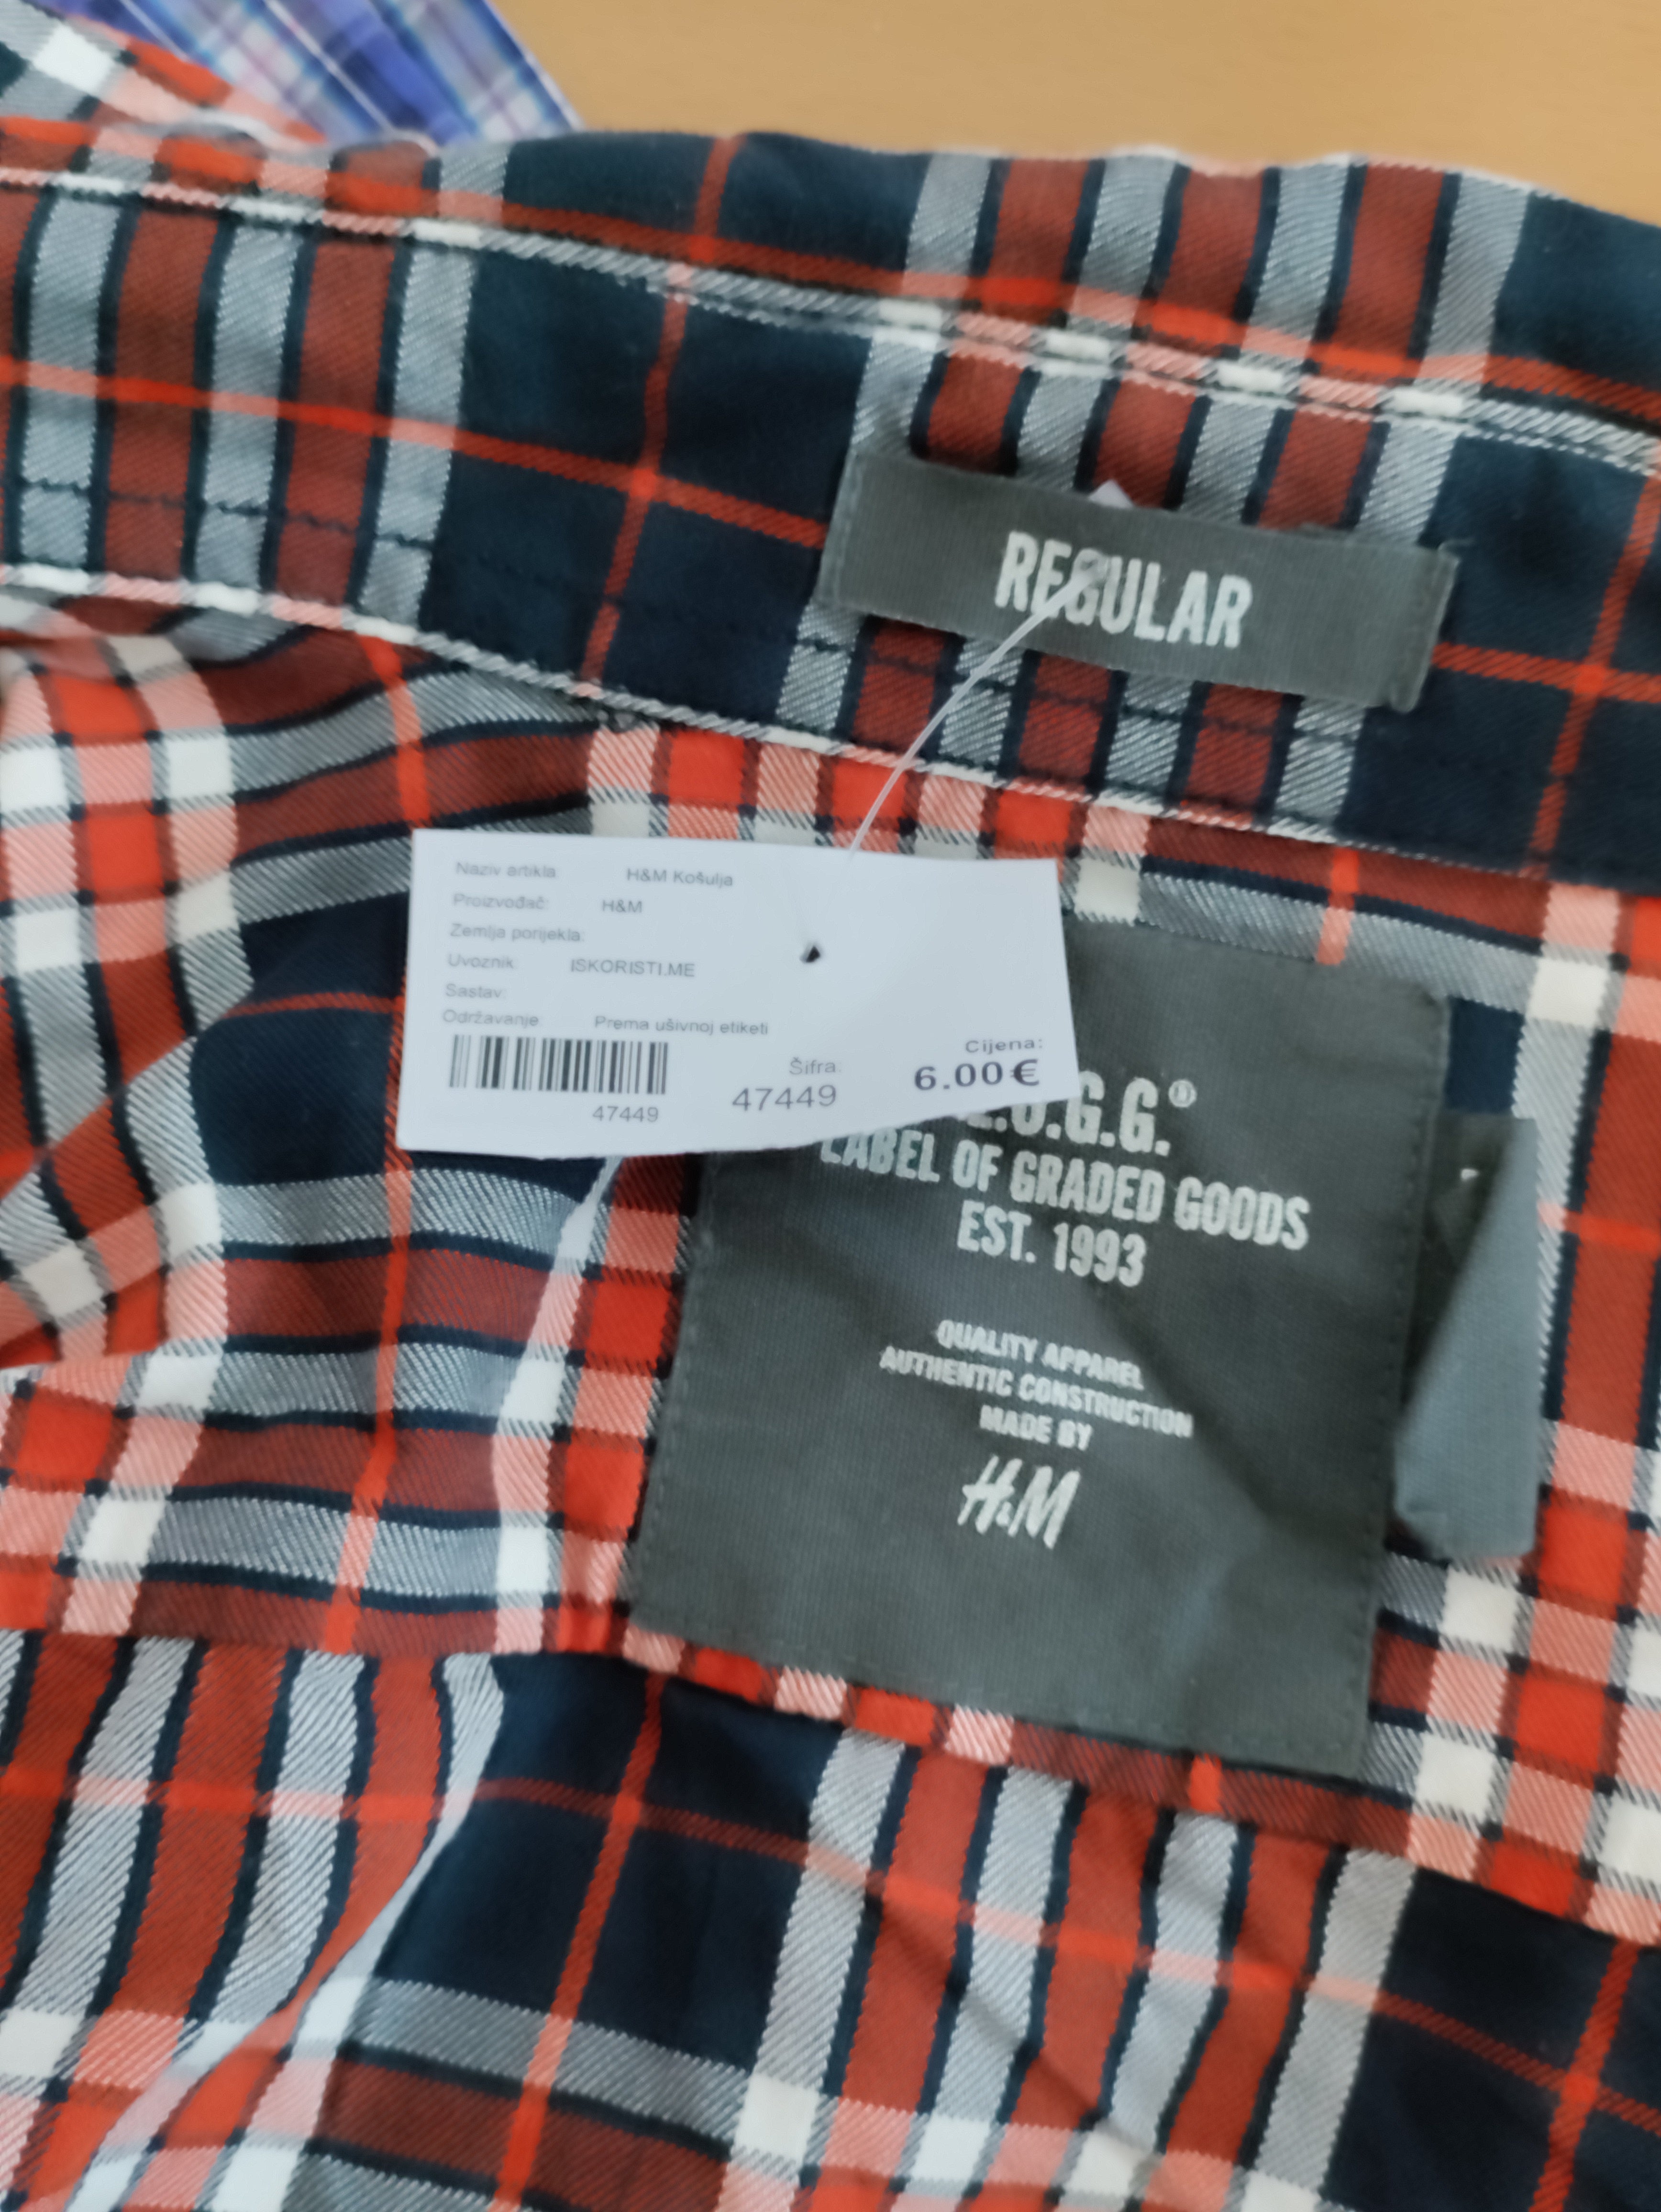 REGULAR
Naziv artikla: H&M Košulja
Proizvođač: H&M
Zemlja porijekla:
Uvoznik: ISKORISTI.ME
Sastav:
Održavanje: Prema ušivnoj etiketi
47449
Šifra:
47449
Cijena:
6.00€
.O.G.G.®
LABEL OF GRADED GOODS
EST. 1993
QUALITY APPAREL
AUTHENTIC CONSTRUCTION
MADE BY
H&M